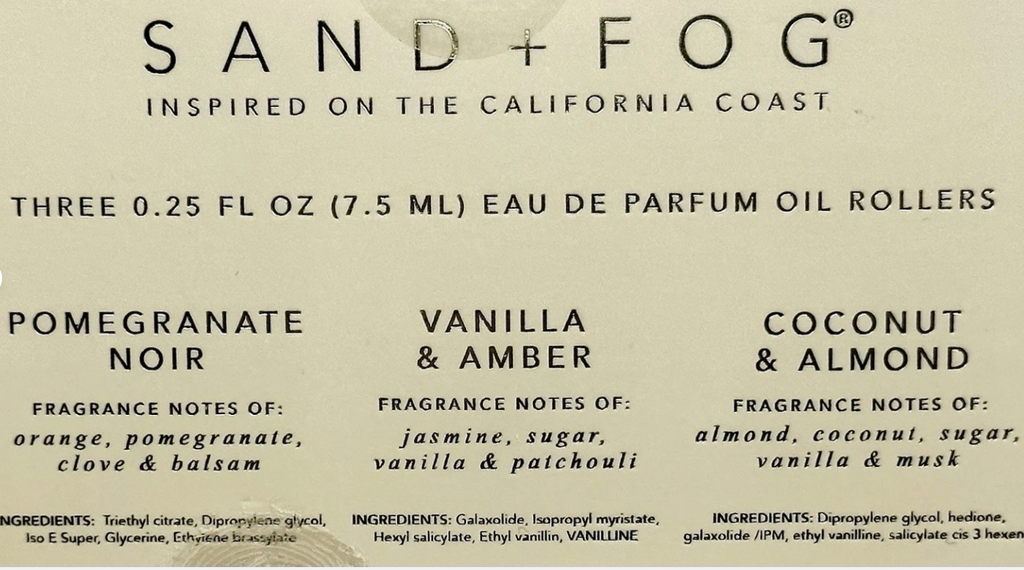 SAND + FOG®
INSPIRED ON THE CALIFORNIA COAST
THREE 0.25 FL OZ (7.5 ML) EAU DE PARFUM OIL ROLLERS
POMEGRANATE
NOIR
FRAGRANCE NOTES OF:
orange, pomegranate,
clove & balsam
NGREDIENTS: Triethyl citrate, Dipropylene glycol,
Iso E Super, Glycerine, Ethylene brassylate
VANILLA
& AMBER
FRAGRANCE NOTES OF:
jasmine, sugar,
vanilla & patchouli
INGREDIENTS: Galaxolide, Isopropyl myristate,
Hexyl salicylate, Ethyl vanillin, VANILLINE
COCONUT
& ALMOND
FRAGRANCE NOTES OF:
almond, coconut, sugar,
vanilla & musk
INGREDIENTS: Dipropylene glycol, hedione,
galaxolide /IPM, ethyl vanilline, salicylate cis 3 hexen